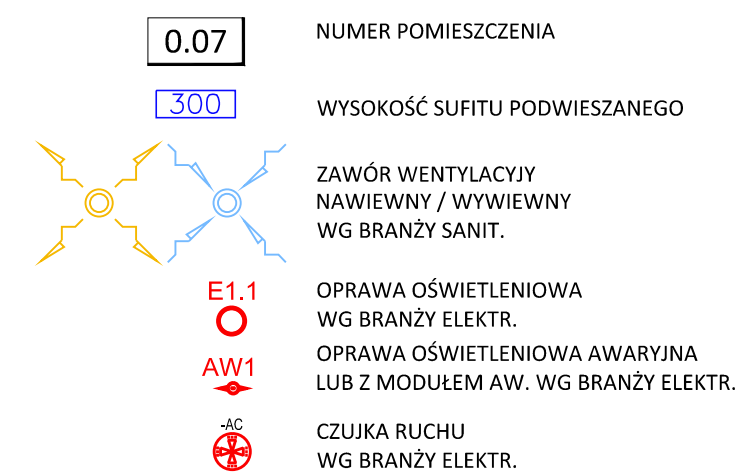 0.07 NUMER POMIESZCZENIA
300 WYSOKOŚĆ SUFITU PODWIESZANEGO
ZAWÓR WENTYLACYJY
NAWIEWNY / WYWIEWNY
WG BRANŻY SANIT.
E1.1 OPRAWA OŚWIETLENIOWA
WG BRANŻY ELEKTR.
OPRAWA OŚWIETLENIOWA AWARYJNA
AW1 LUB Z MODUŁEM AW. WG BRANŻY ELEKTR.
-AC CZUJKA RUCHU
WG BRANŻY ELEKTR.